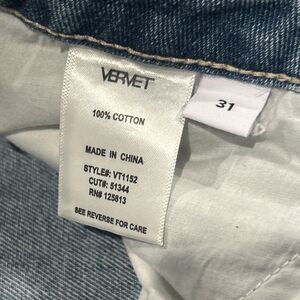 VERVET
31
100% COTTON
MADE IN CHINA
STYLE#: VT1152
CUT#: 51344
RN# 125813
SEE REVERSE FOR CARE